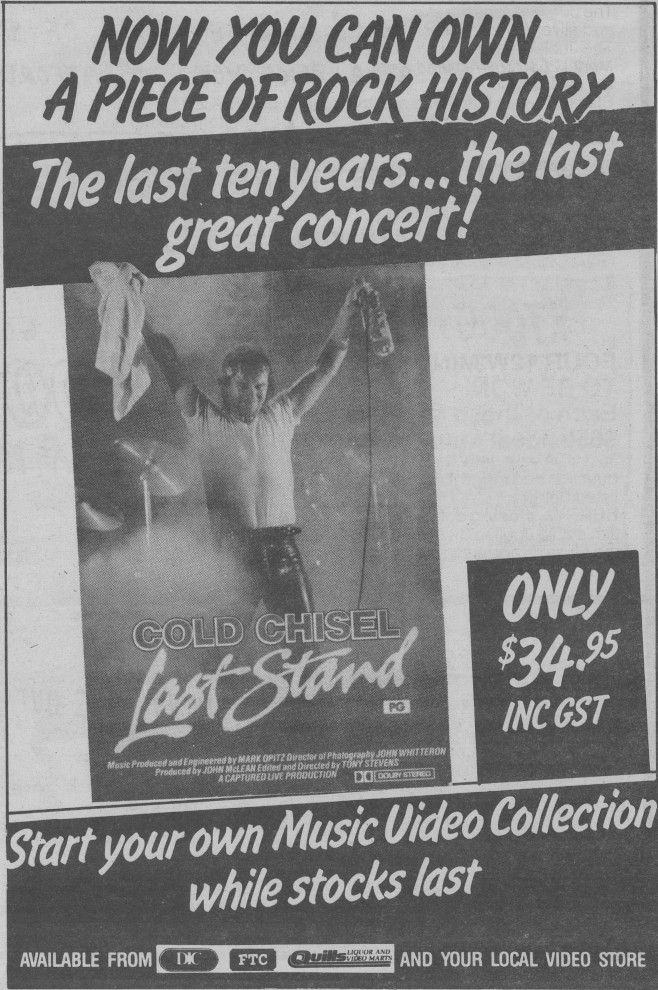 NOW YOU CAN OWN
A PIECE OF ROCK HISTORY
The last ten years... the last
great concert!
COLD CHISEL
Last Stand
PG
Music Produced and Engineered by MARK OPITZ Director of Photography JOHN WHITTERON
Produced by JOHN McLEAN Edited and Directed by TONY STEVENS
A CAPTURED LIVE PRODUCTION
DOLBY STEREO
ONLY
$34.95
INC GST
Start your own Music Video Collection
while stocks last
AVAILABLE FROM DIC FTC Quills LIQUOR AND VIDEO MARTS AND YOUR LOCAL VIDEO STORE